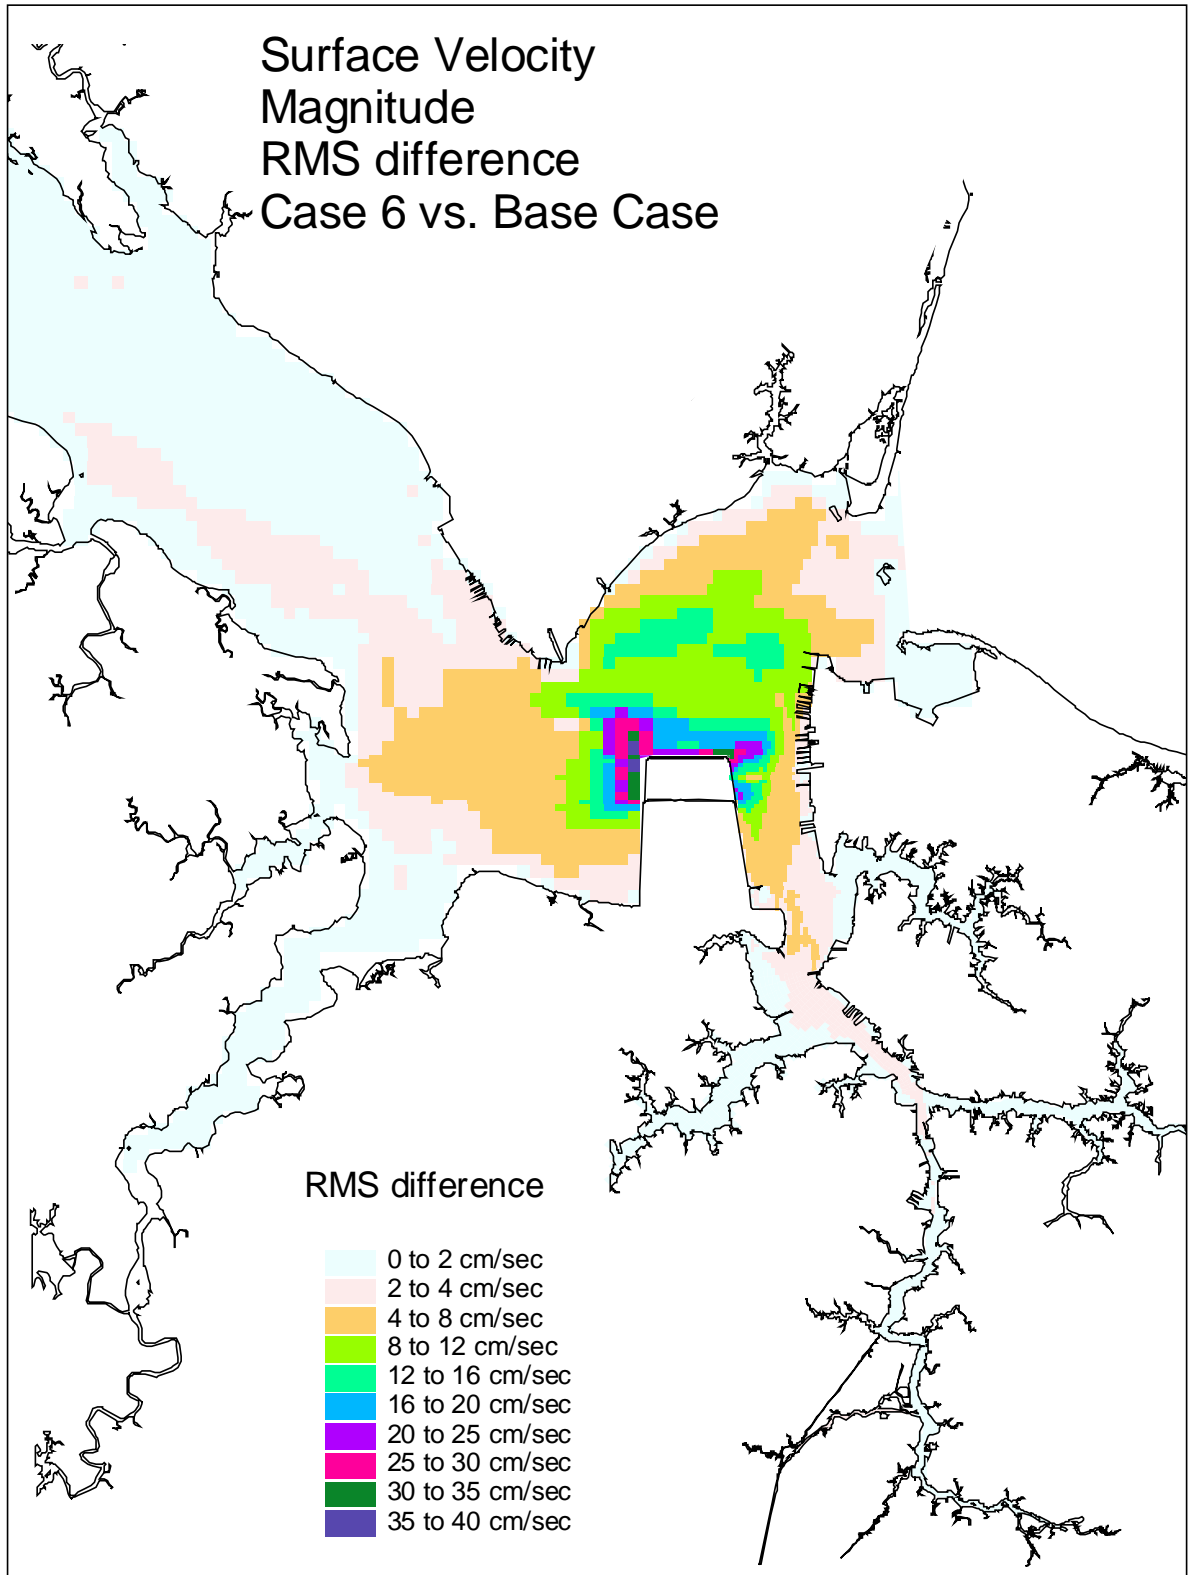 Surface Velocity
Magnitude
RMS difference
Case 6 vs. Base Case
RMS difference
0 to 2 cm/sec
2 to 4 cm/sec
4 to 8 cm/sec
8 to 12 cm/sec
12 to 16 cm/sec
16 to 20 cm/sec
20 to 25 cm/sec
25 to 30 cm/sec
30 to 35 cm/sec
35 to 40 cm/sec